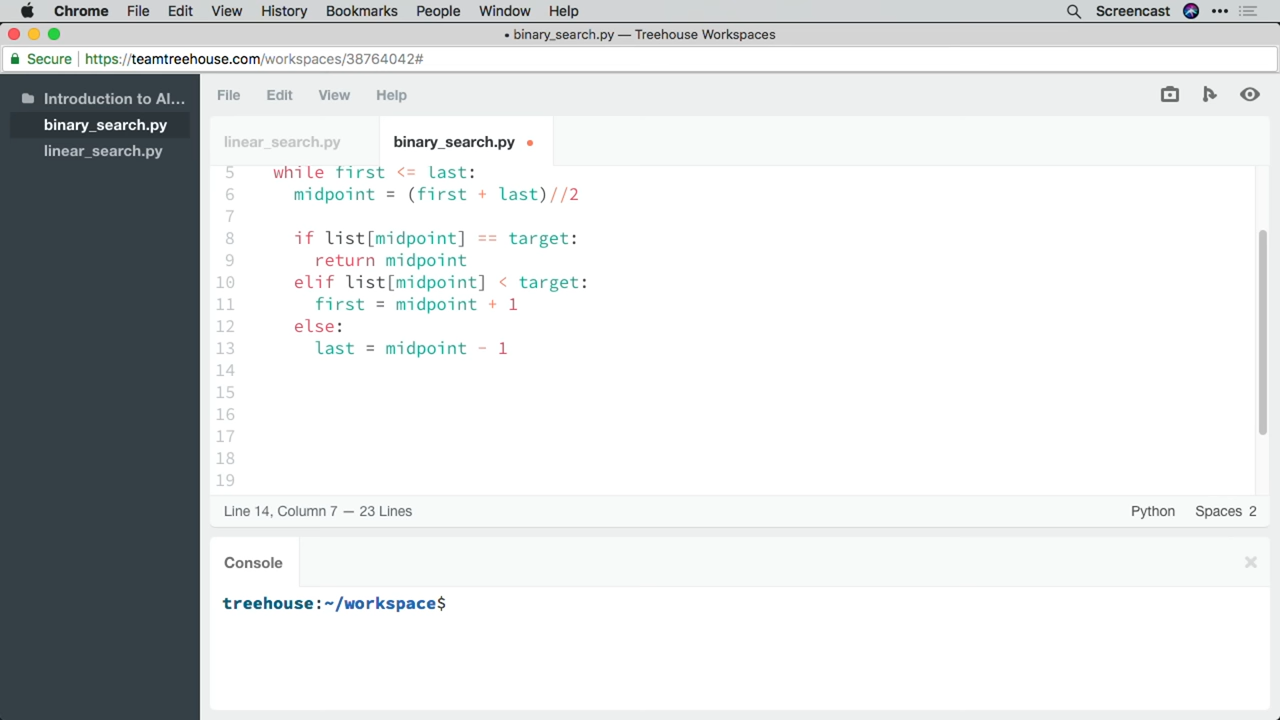 Chrome File Edit View History Bookmarks People Window Help Screencast
• binary_search.py — Treehouse Workspaces
Secure https://teamtreehouse.com/workspaces/38764042#
Introduction to Al...
binary_search.py
linear_search.py
File Edit View Help
linear_search.py binary_search.py
5 while first <= last:
6 midpoint = (first + last)//2
7
8 if list[midpoint] == target:
9 return midpoint
10 elif list[midpoint] < target:
11 first = midpoint + 1
12 else:
13 last = midpoint - 1
14
15
16
17
18
19
Line 14, Column 7 — 23 Lines Python Spaces 2
Console
treehouse:~/workspace$